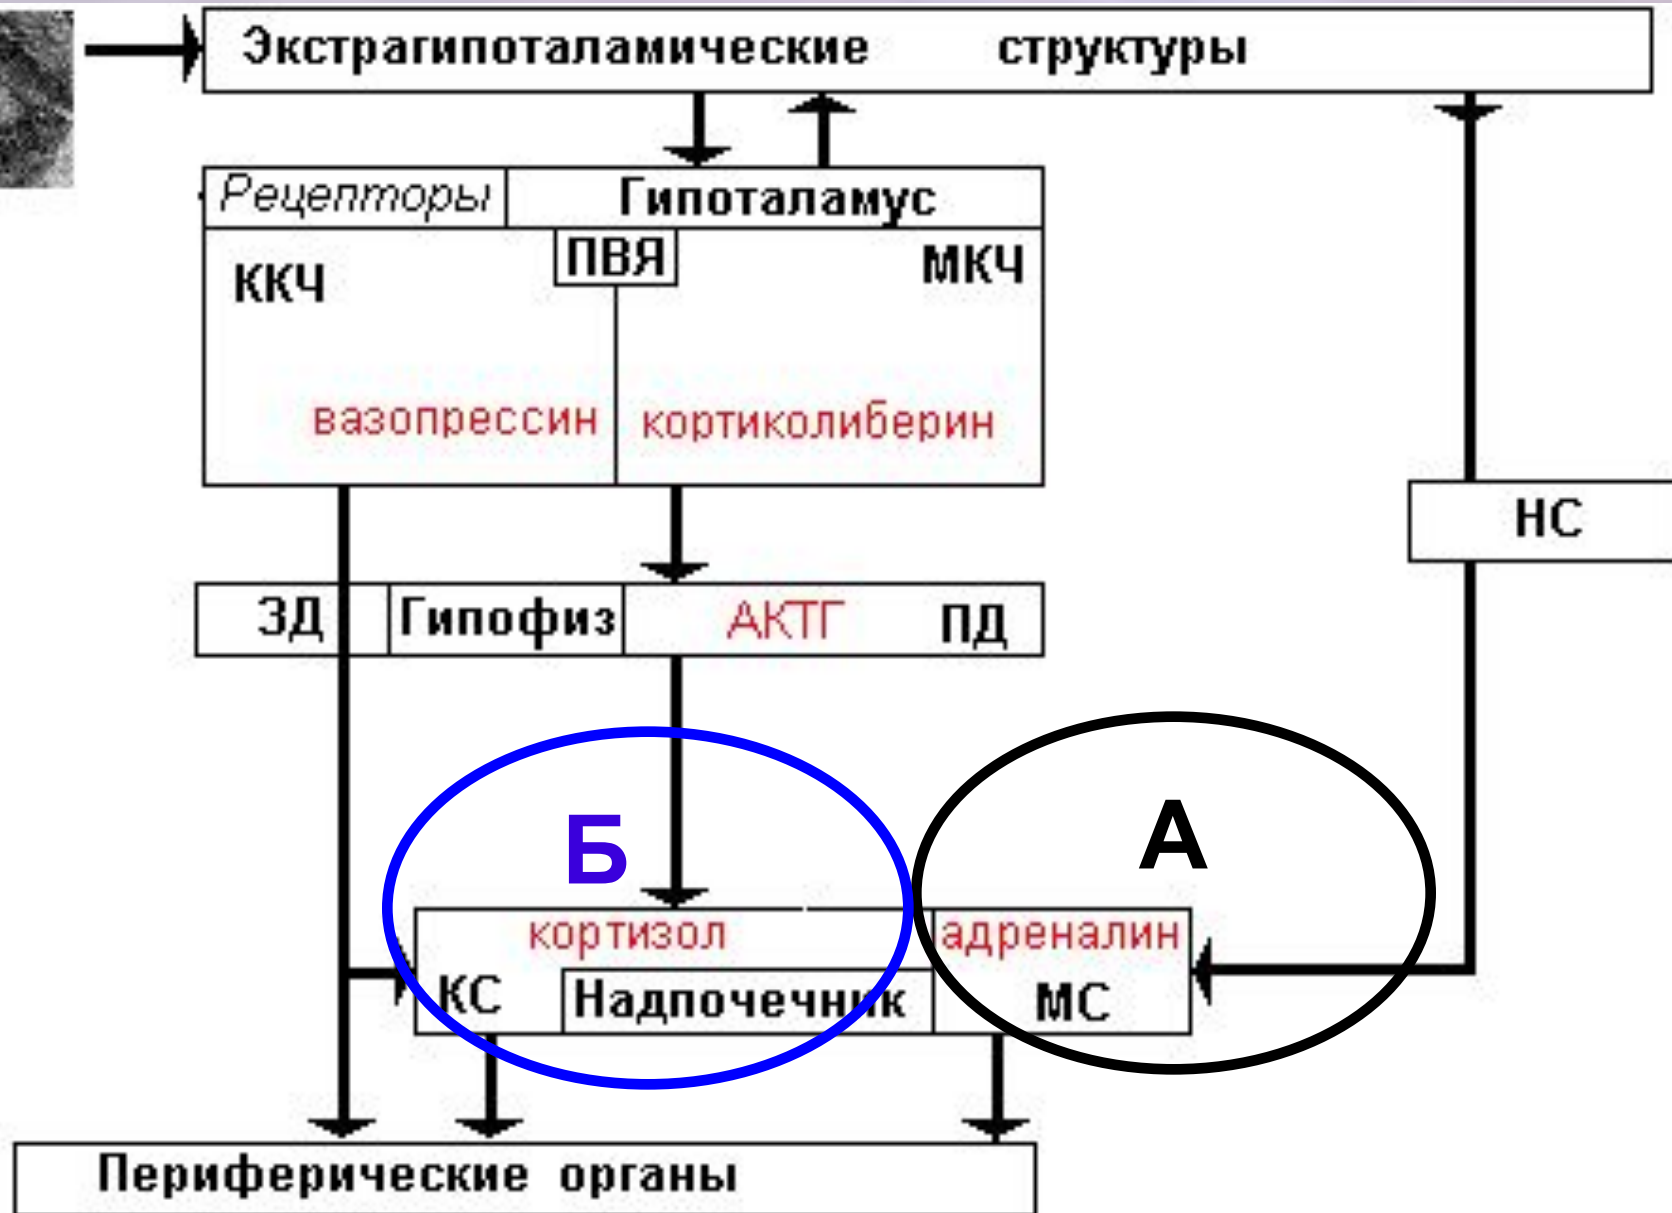 Экстрагипоталамические структуры
Рецепторы Гипоталамус
ККЧ ПВЯ МКЧ
вазопрессин кортиколиберин
НС
ЗД Гипофиз АКТГ ПД
Б А
кортизол адреналин
КС Надпочечник МС
Периферические органы